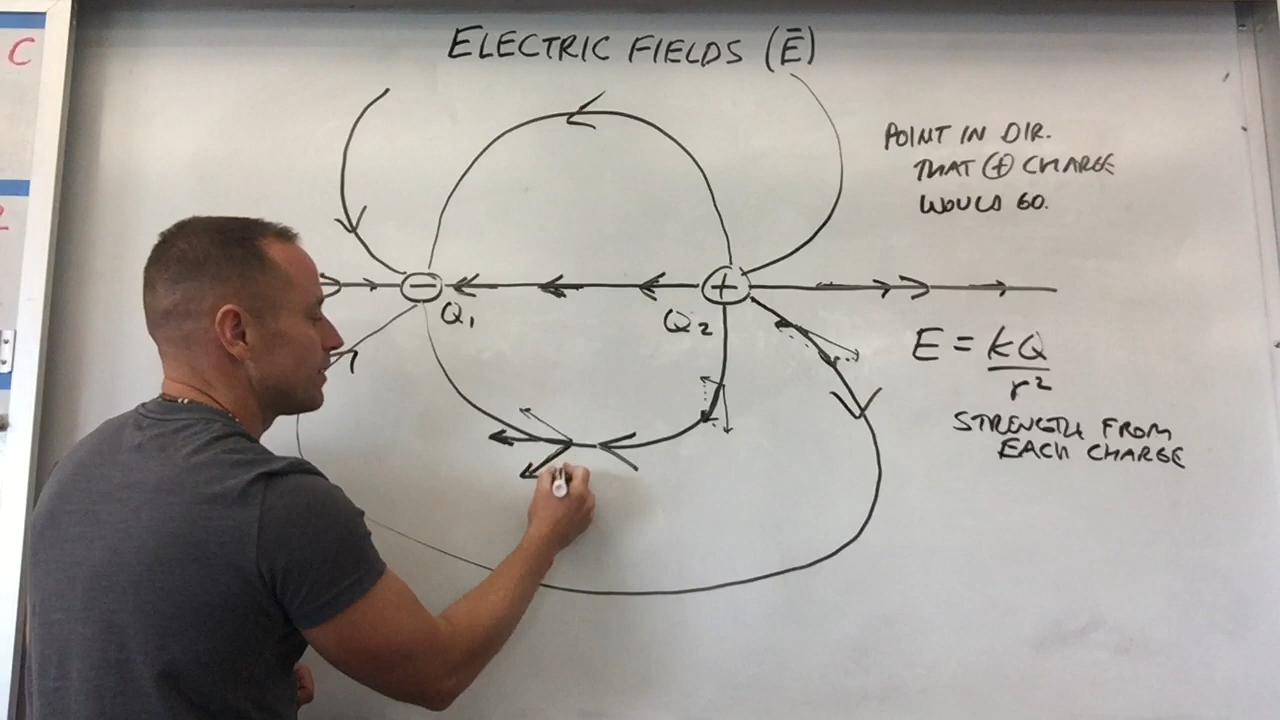 C
ELECTRIC FIELDS (E̅)
POINT IN DIR.
THAT ⊕ CHARGE
WOULD GO.
−
+
Q₁
Q₂
E = kQ
r²
STRENGTH FROM
EACH CHARGE